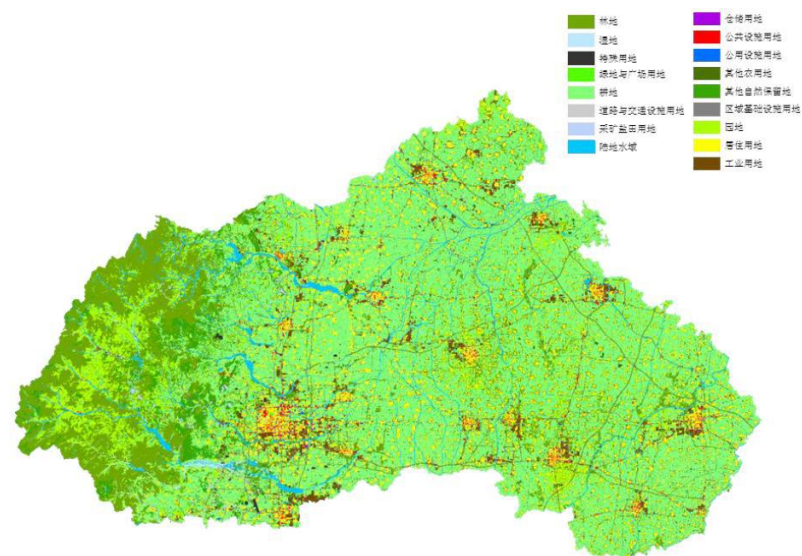 林地
湿地
特殊用地
绿地与广场用地
耕地
道路与交通设施用地
采矿盐田用地
陆地水域
仓储用地
公共设施用地
公用设施用地
其他农用地
其他自然保留地
区域基础设施用地
园地
居住用地
工业用地